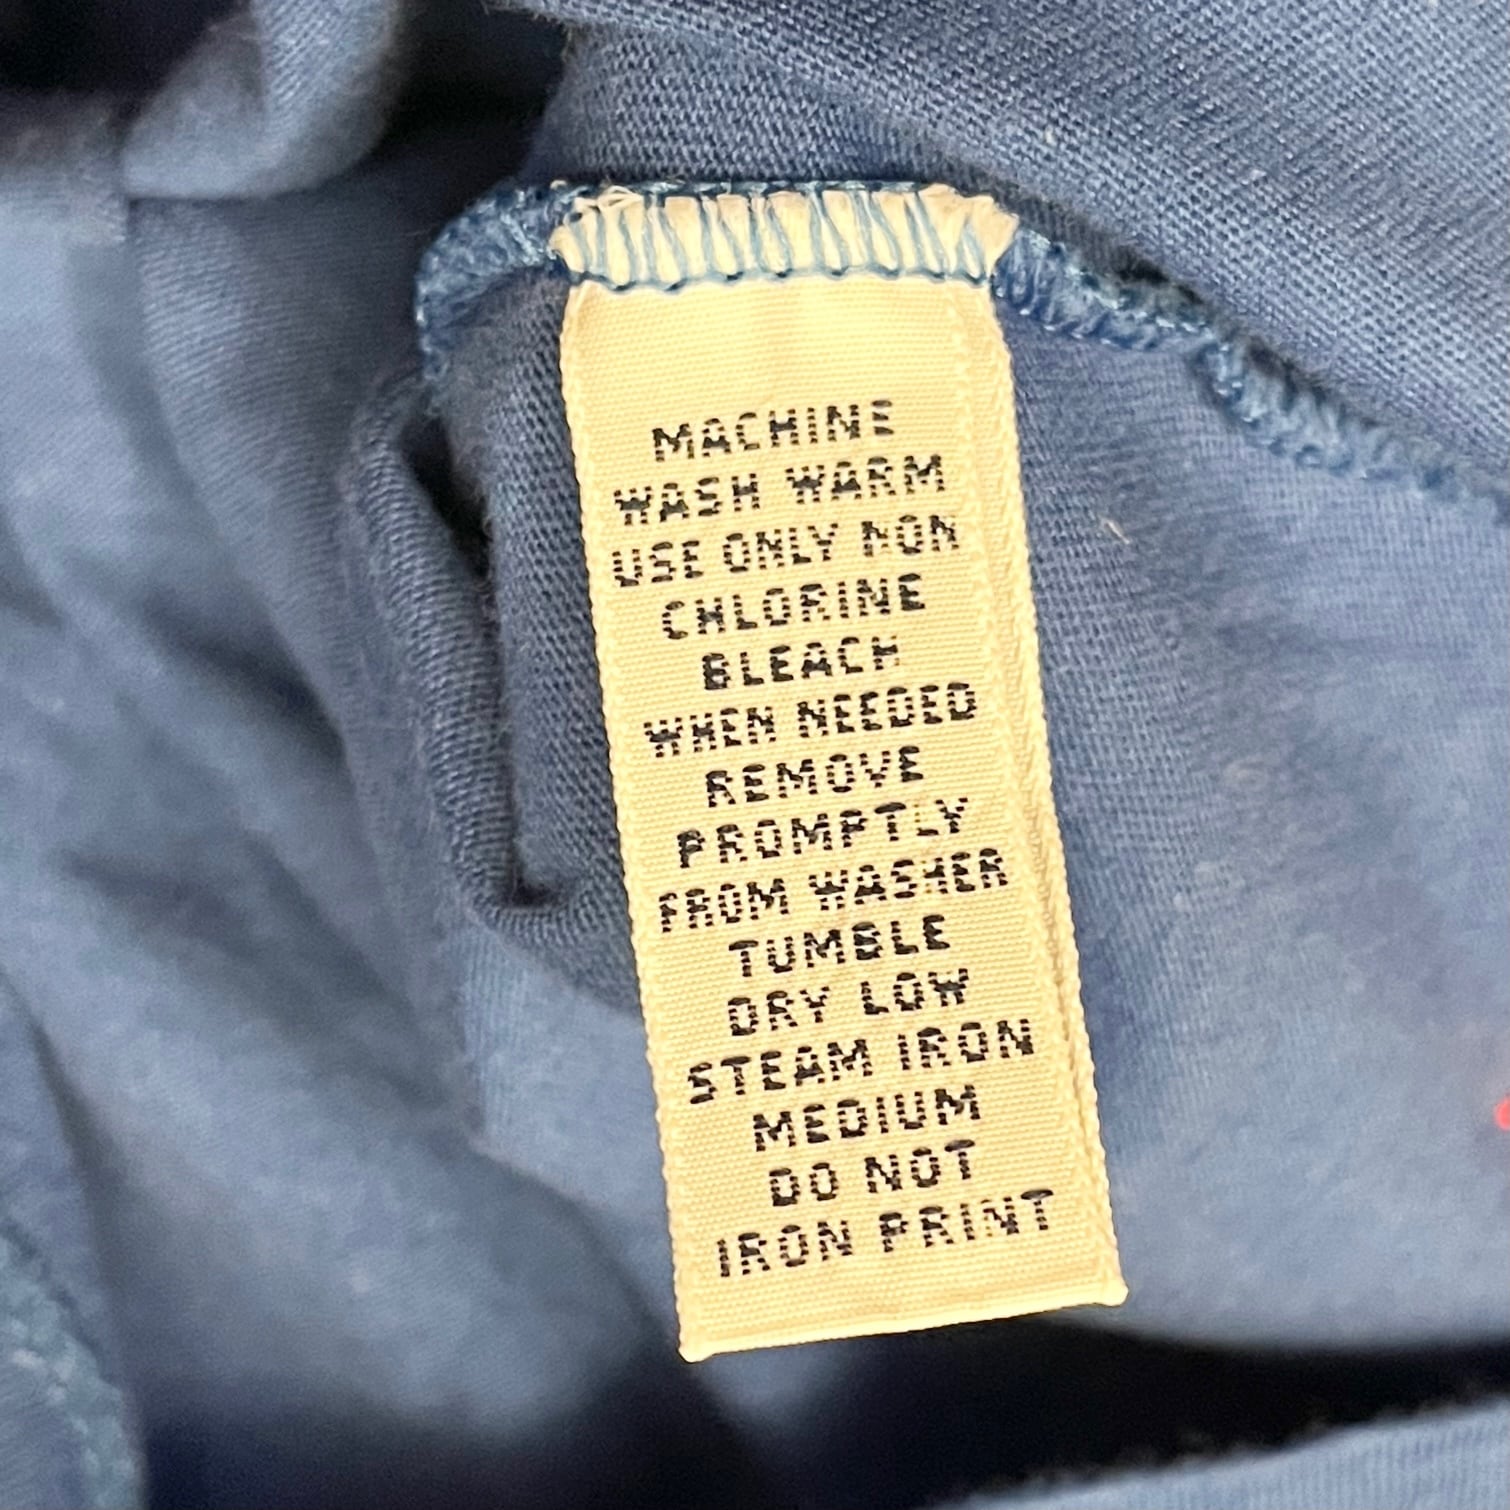 MACHINE
WASH WARM
USE ONLY NON
CHLORINE
BLEACH
WHEN NEEDED
REMOVE
PROMPTLY
FROM WASHER
TUMBLE
DRY LOW
STEAM IRON
MEDIUM
DO NOT
IRON PRINT